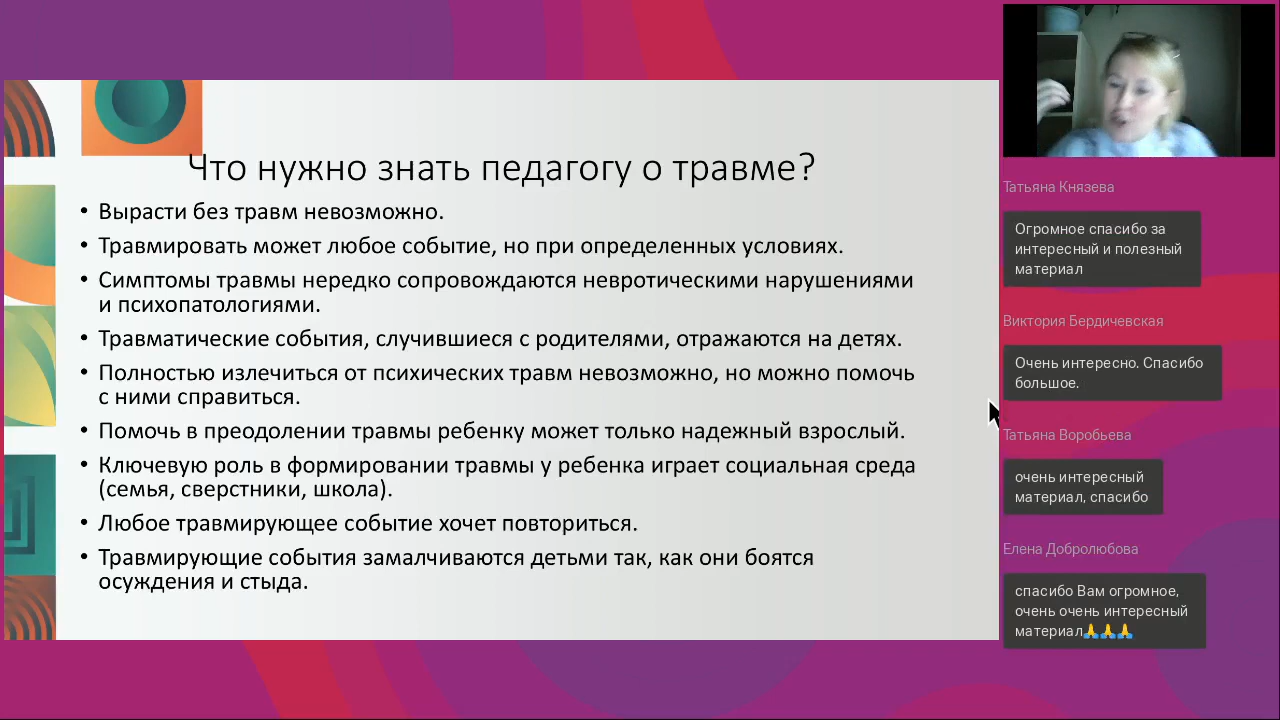 Что нужно знать педагогу о травме?
• Вырасти без травм невозможно.
• Травмировать может любое событие, но при определенных условиях.
• Симптомы травмы нередко сопровождаются невротическими нарушениями
и психопатологиями.
• Травматические события, случившиеся с родителями, отражаются на детях.
• Полностью излечиться от психических травм невозможно, но можно помочь
с ними справиться.
• Помочь в преодолении травмы ребенку может только надежный взрослый.
• Ключевую роль в формировании травмы у ребенка играет социальная среда
(семья, сверстники, школа).
• Любое травмирующее событие хочет повториться.
• Травмирующие события замалчиваются детьми так, как они боятся
осуждения и стыда.
Татьяна Князева
Огромное спасибо за
интересный и полезный
материал
Виктория Бердичевская
Очень интересно. Спасибо
большое.
Татьяна Воробьева
очень интересный
материал, спасибо
Елена Добролюбова
спасибо Вам огромное,
очень очень интересный
материал🙏🙏🙏